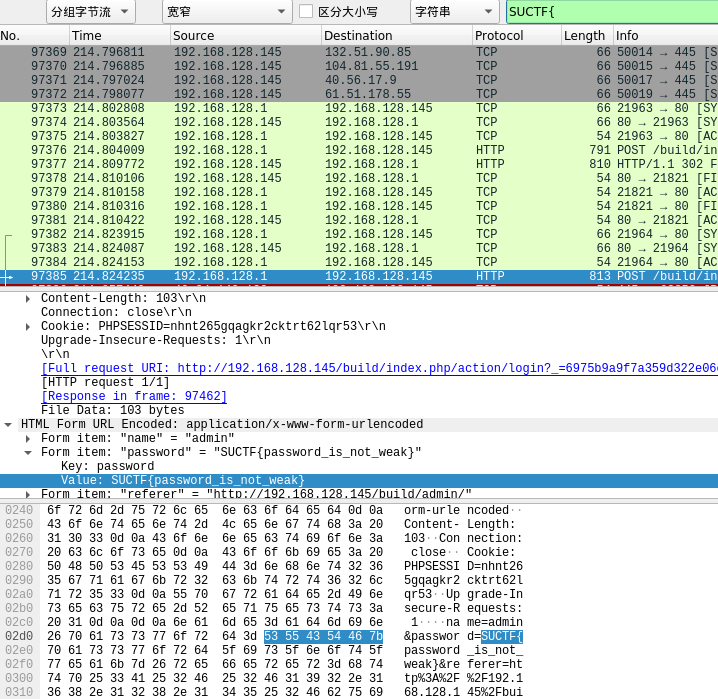 分组字节流 宽窄 区分大小写 字符串 SUCTF{
No. Time Source Destination Protocol Length Info
97369 214.796811 192.168.128.145 132.51.90.85 TCP 66 50014 → 445 [S
97370 214.796885 192.168.128.145 104.81.55.191 TCP 66 50015 → 445 [S
97371 214.797024 192.168.128.145 40.56.17.9 TCP 66 50017 → 445 [S
97372 214.798077 192.168.128.145 61.51.178.55 TCP 66 50019 → 445 [S
97373 214.802808 192.168.128.1 192.168.128.145 TCP 66 21963 → 80 [SY
97374 214.803564 192.168.128.145 192.168.128.1 TCP 66 80 → 21963 [SY
97375 214.803827 192.168.128.1 192.168.128.145 TCP 54 21963 → 80 [AC
97376 214.804009 192.168.128.1 192.168.128.145 HTTP 791 POST /build/in
97377 214.809772 192.168.128.145 192.168.128.1 HTTP 810 HTTP/1.1 302 F
97378 214.810106 192.168.128.1 192.168.128.145 TCP 54 80 → 21821 [FI
97379 214.810158 192.168.128.1 192.168.128.145 TCP 54 21821 → 80 [AC
97380 214.810316 192.168.128.1 192.168.128.145 TCP 54 21821 → 80 [FI
97381 214.810422 192.168.128.145 192.168.128.1 TCP 54 80 → 21821 [AC
97382 214.823915 192.168.128.1 192.168.128.145 TCP 66 21964 → 80 [SY
97383 214.824087 192.168.128.145 192.168.128.1 TCP 66 80 → 21964 [SY
97384 214.824153 192.168.128.1 192.168.128.145 TCP 54 21964 → 80 [AC
97385 214.824235 192.168.128.1 192.168.128.145 HTTP 813 POST /build/in
Content-Length: 103\r\n
Connection: close\r\n
Cookie: PHPSESSID=nhnt265gqagkr2cktrt62lqr53\r\n
Upgrade-Insecure-Requests: 1\r\n
\r\n
[Full request URI: http://192.168.128.145/build/index.php/action/login?_=6975b9a9f7a359d322e06
[HTTP request 1/1]
[Response in frame: 97462]
File Data: 103 bytes
HTML Form URL Encoded: application/x-www-form-urlencoded
Form item: "name" = "admin"
Form item: "password" = "SUCTF{password_is_not_weak}"
Key: password
Value: SUCTF{password_is_not_weak}
Form item: "referer" = "http://192.168.128.145/build/admin/"
0240 6f 72 6d 2d 75 72 6c 65 6e 63 6f 64 65 64 0d 0a orm-urle ncoded··
0250 43 6f 6e 74 65 6e 74 2d 4c 65 6e 67 74 68 3a 20 Content- Length:
0260 31 30 33 0d 0a 43 6f 6e 6e 65 63 74 69 6f 6e 3a 103··Con nection:
0270 20 63 6c 6f 73 65 0d 0a 43 6f 6f 6b 69 65 3a 20 close·· Cookie:
0280 50 48 50 53 45 53 53 49 44 3d 6e 68 6e 74 32 36 PHPSESSI D=nhnt26
0290 35 67 71 61 67 6b 72 32 63 6b 74 72 74 36 32 6c 5gqagkr2 cktrt62l
02a0 71 72 35 33 0d 0a 55 70 67 72 61 64 65 2d 49 6e qr53··Up grade-In
02b0 73 65 63 75 72 65 2d 52 65 71 75 65 73 74 73 3a secure-R equests:
02c0 20 31 0d 0a 0d 0a 6e 61 6d 65 3d 61 64 6d 69 6e 1····na me=admin
02d0 26 70 61 73 73 77 6f 72 64 3d 53 55 43 54 46 7b &passwor d=SUCTF{
02e0 70 61 73 73 77 6f 72 64 5f 69 73 5f 6e 6f 74 5f password _is_not_
02f0 77 65 61 6b 7d 26 72 65 66 65 72 65 72 3d 68 74 weak}&re ferer=ht
0300 74 70 25 33 41 25 32 46 25 32 46 31 39 32 2e 31 tp%3A%2F %2F192.1
0310 36 38 2e 31 32 38 2e 31 34 35 25 32 46 62 75 69 68.128.1 45%2Fbui